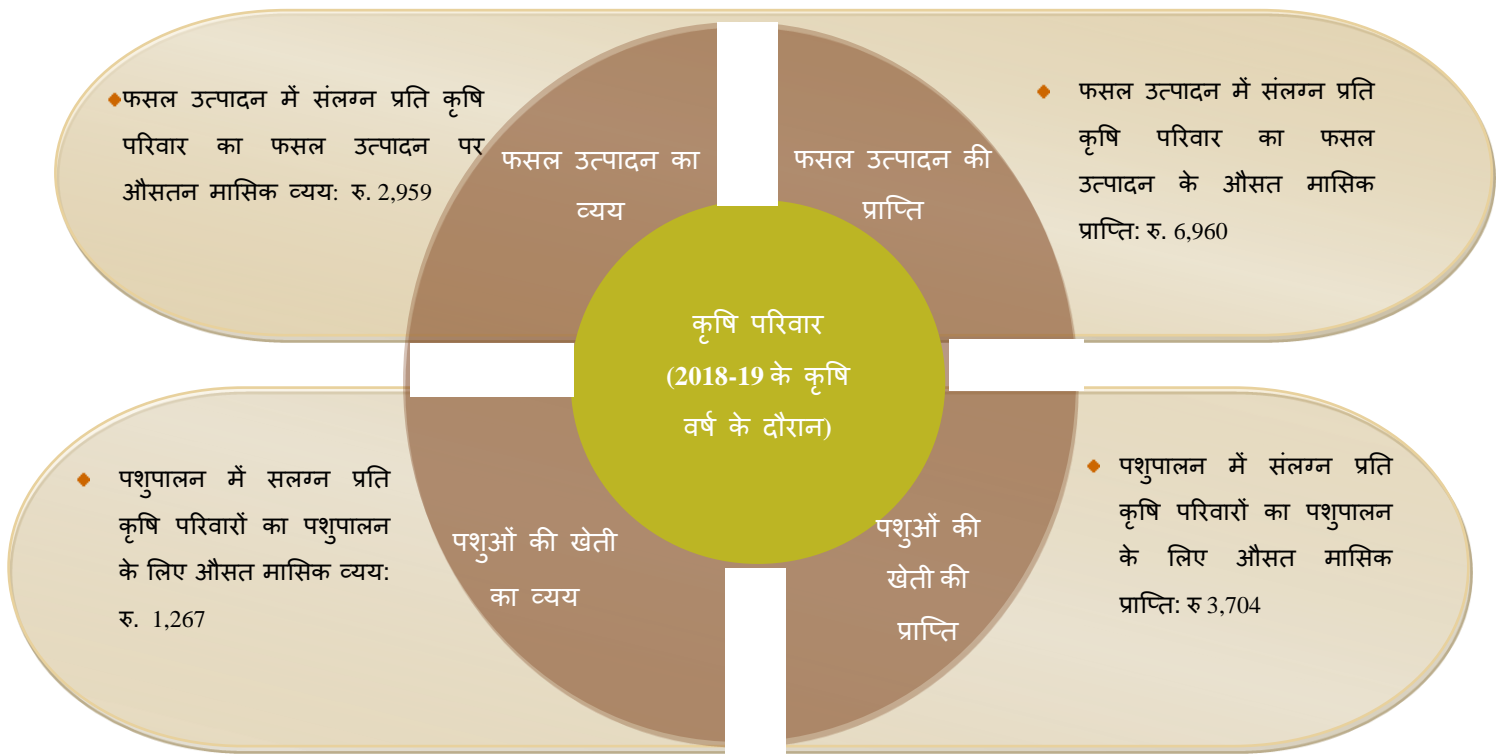 फसल उत्पादन में संलग्न प्रति कृषि
परिवार का फसल उत्पादन पर
औसतन मासिक व्यय: रु. 2,959
फसल उत्पादन का
व्यय
फसल उत्पादन की
प्राप्ति
फसल उत्पादन में संलग्न प्रति
कृषि परिवार का फसल
उत्पादन के औसत मासिक
प्राप्ति: रु. 6,960
कृषि परिवार
(2018-19 के कृषि
वर्ष के दौरान)
पशुपालन में सलग्न प्रति
कृषि परिवारों का पशुपालन
के लिए औसत मासिक व्यय:
रु. 1,267
पशुओं की खेती
का व्यय
पशुओं की
खेती की
प्राप्ति
पशुपालन में संलग्न प्रति
कृषि परिवारों का पशुपालन
के लिए औसत मासिक
प्राप्ति: रु 3,704